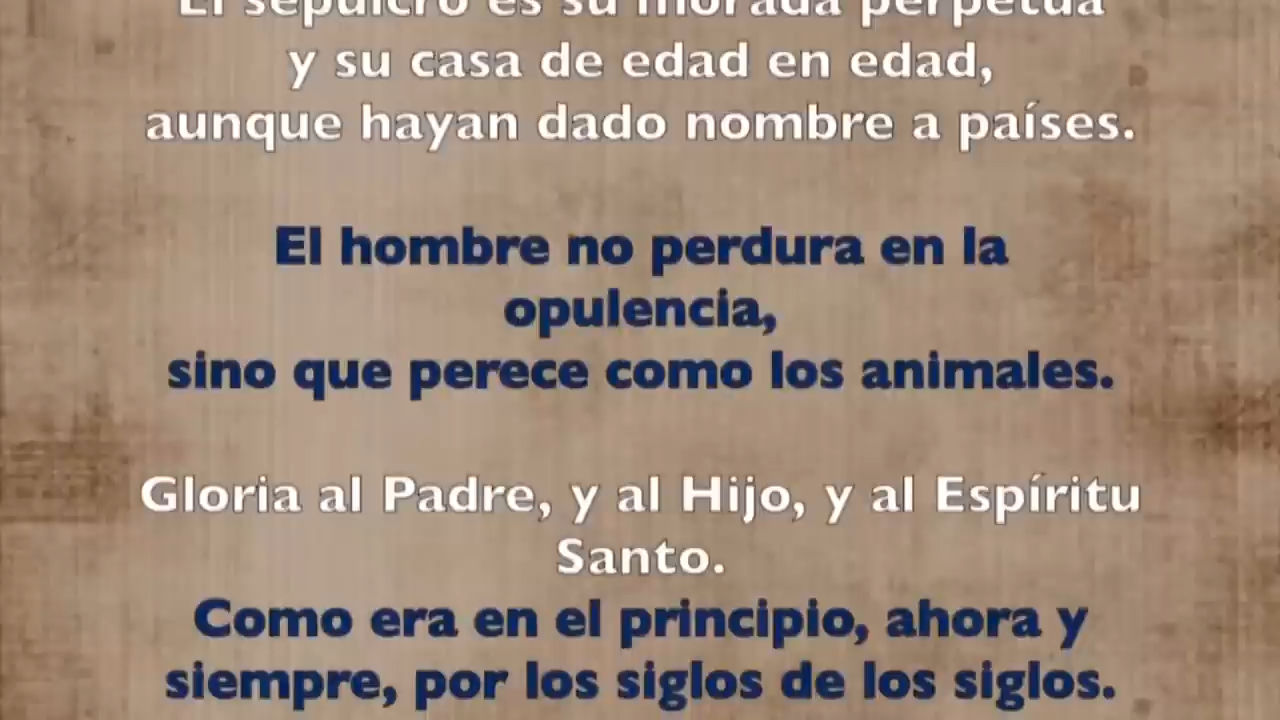 El sepulcro es su morada perpetua
y su casa de edad en edad,
aunque hayan dado nombre a países.
El hombre no perdura en la
opulencia,
sino que perece como los animales.
Gloria al Padre, y al Hijo, y al Espíritu
Santo.
Como era en el principio, ahora y
siempre, por los siglos de los siglos.